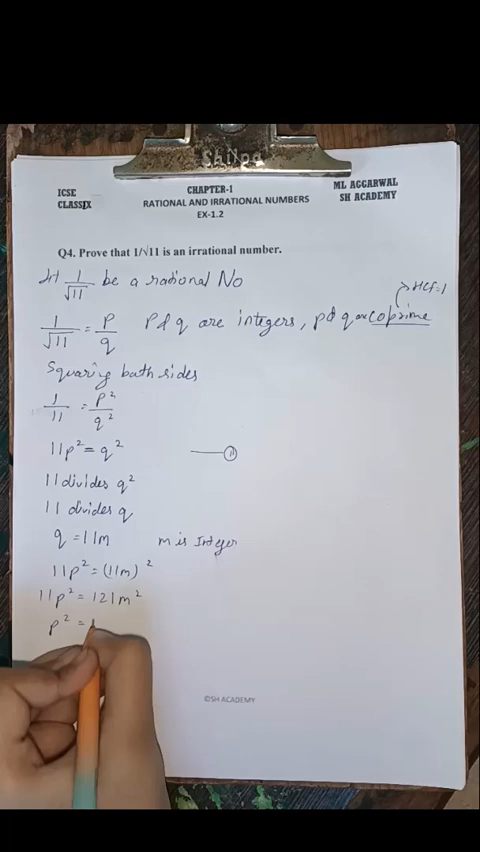 Shilpa
ICSE
CLASSIX
CHAPTER-1
RATIONAL AND IRRATIONAL NUMBERS
EX-1.2
ML AGGARWAL
SH ACADEMY
Q4. Prove that 1/√11 is an irrational number.
let 1/√11 be a rational No
→ HCF=1
1/√11 = P/q P & q are integers, p & q are coprime
Squaring both sides
1/11 = P²/q²
11p² = q² —(1)
11 divides q²
11 divides q
q = 11m m is Integer
11p² = (11m)²
11p² = 121m²
p² = 1
©SH ACADEMY